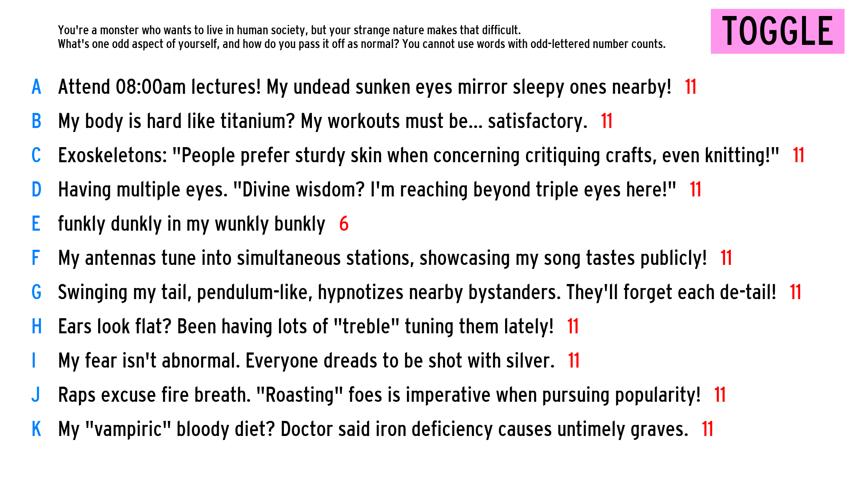 You're a monster who wants to live in human society, but your strange nature makes that difficult.
What's one odd aspect of yourself, and how do you pass it off as normal? You cannot use words with odd-lettered number counts.
TOGGLE
A Attend 08:00am lectures! My undead sunken eyes mirror sleepy ones nearby! 11
B My body is hard like titanium? My workouts must be... satisfactory. 11
C Exoskeletons: "People prefer sturdy skin when concerning critiquing crafts, even knitting!" 11
D Having multiple eyes. "Divine wisdom? I'm reaching beyond triple eyes here!" 11
E funkly dunkly in my wunkly bunkly 6
F My antennas tune into simultaneous stations, showcasing my song tastes publicly! 11
G Swinging my tail, pendulum-like, hypnotizes nearby bystanders. They'll forget each de-tail! 11
H Ears look flat? Been having lots of "treble" tuning them lately! 11
I My fear isn't abnormal. Everyone dreads to be shot with silver. 11
J Raps excuse fire breath. "Roasting" foes is imperative when pursuing popularity! 11
K My "vampiric" bloody diet? Doctor said iron deficiency causes untimely graves. 11